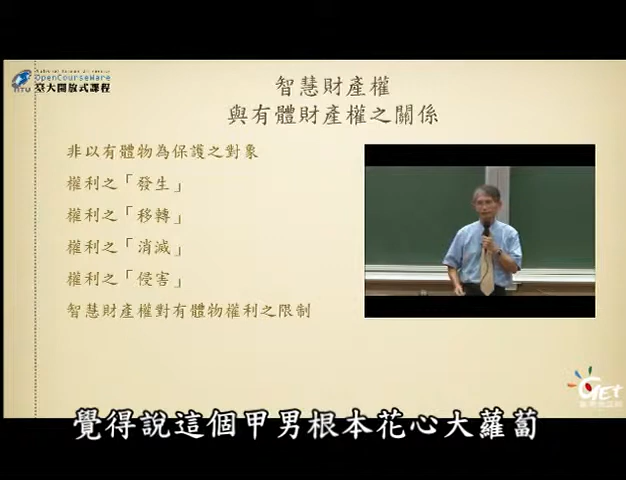 OpenCourseWare
臺大開放式課程
智慧財產權
與有體財產權之關係
非以有體物為保護之對象
權利之「發生」
權利之「移轉」
權利之「消滅」
權利之「侵害」
智慧財產權對有體物權利之限制
GET
覺得說這個甲男根本花心大蘿蔔